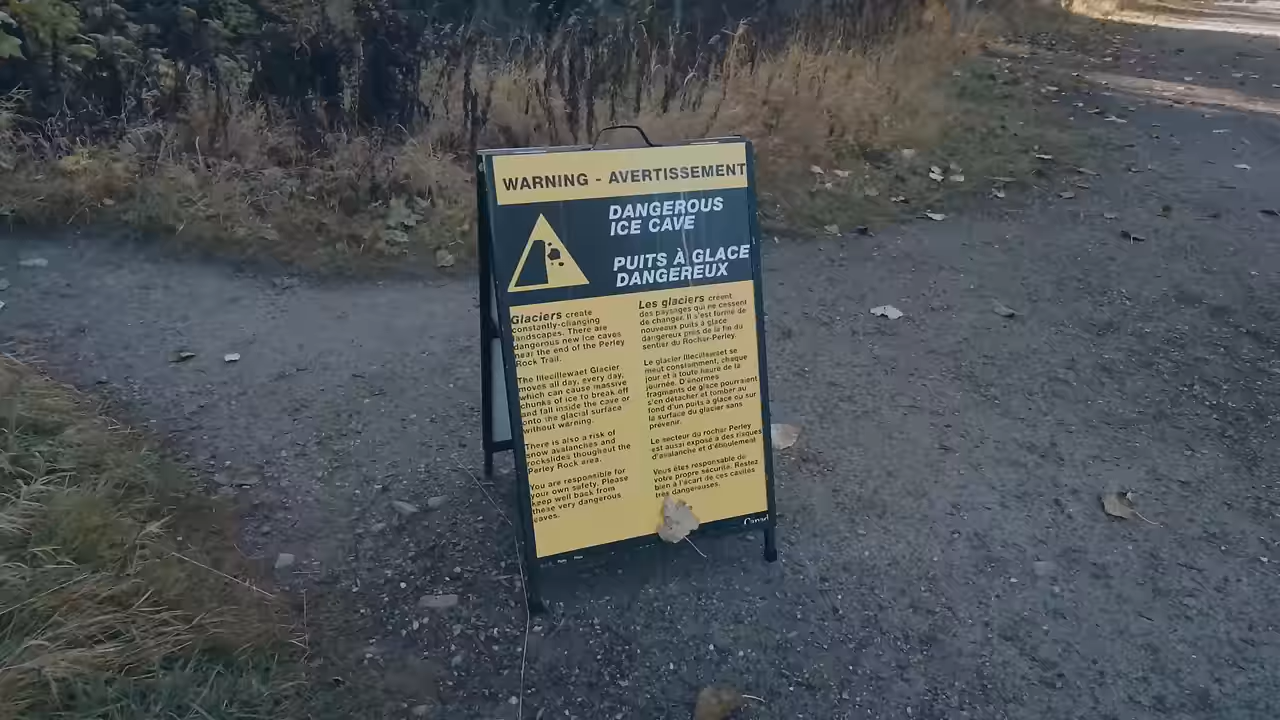 WARNING - AVERTISSEMENT
DANGEROUS
ICE CAVE
PUITS À GLACE
DANGEREUX
Glaciers create
constantly-changing
landscapes. There are
dangerous new ice caves
near the end of the Perley
Rock Trail.
The Illecillewaet Glacier
moves all day, every day,
which can cause massive
chunks of ice to break off
and fall inside the cave or
onto the glacial surface
without warning.
There is also a risk of
snow avalanches and
rockslides thoughout the
Perley Rock area.
You are responsible for
your own safety. Please
keep well back from
these very dangerous
caves.
Les glaciers créent
des paysages qui ne cessent
de changer. Il s'est formé de
nouveaux puits à glace
dangereux près de la fin du
sentier du Rocher-Perley.
Le glacier Illecillewaet se
meut constamment, chaque
jour et à toute heure de la
journée. D'énormes
fragments de glace pourraient
s'en détacher et tomber au
fond d'un puits à glace ou sur
la surface du glacier sans
prévenir.
Le secteur du rocher Perley
est aussi exposé à des risques
d'avalanche et d'éboulement
Vous êtes responsable de
votre propre sécurité. Restez
bien à l'écart de ces cavités
très dangereuses.
Canad